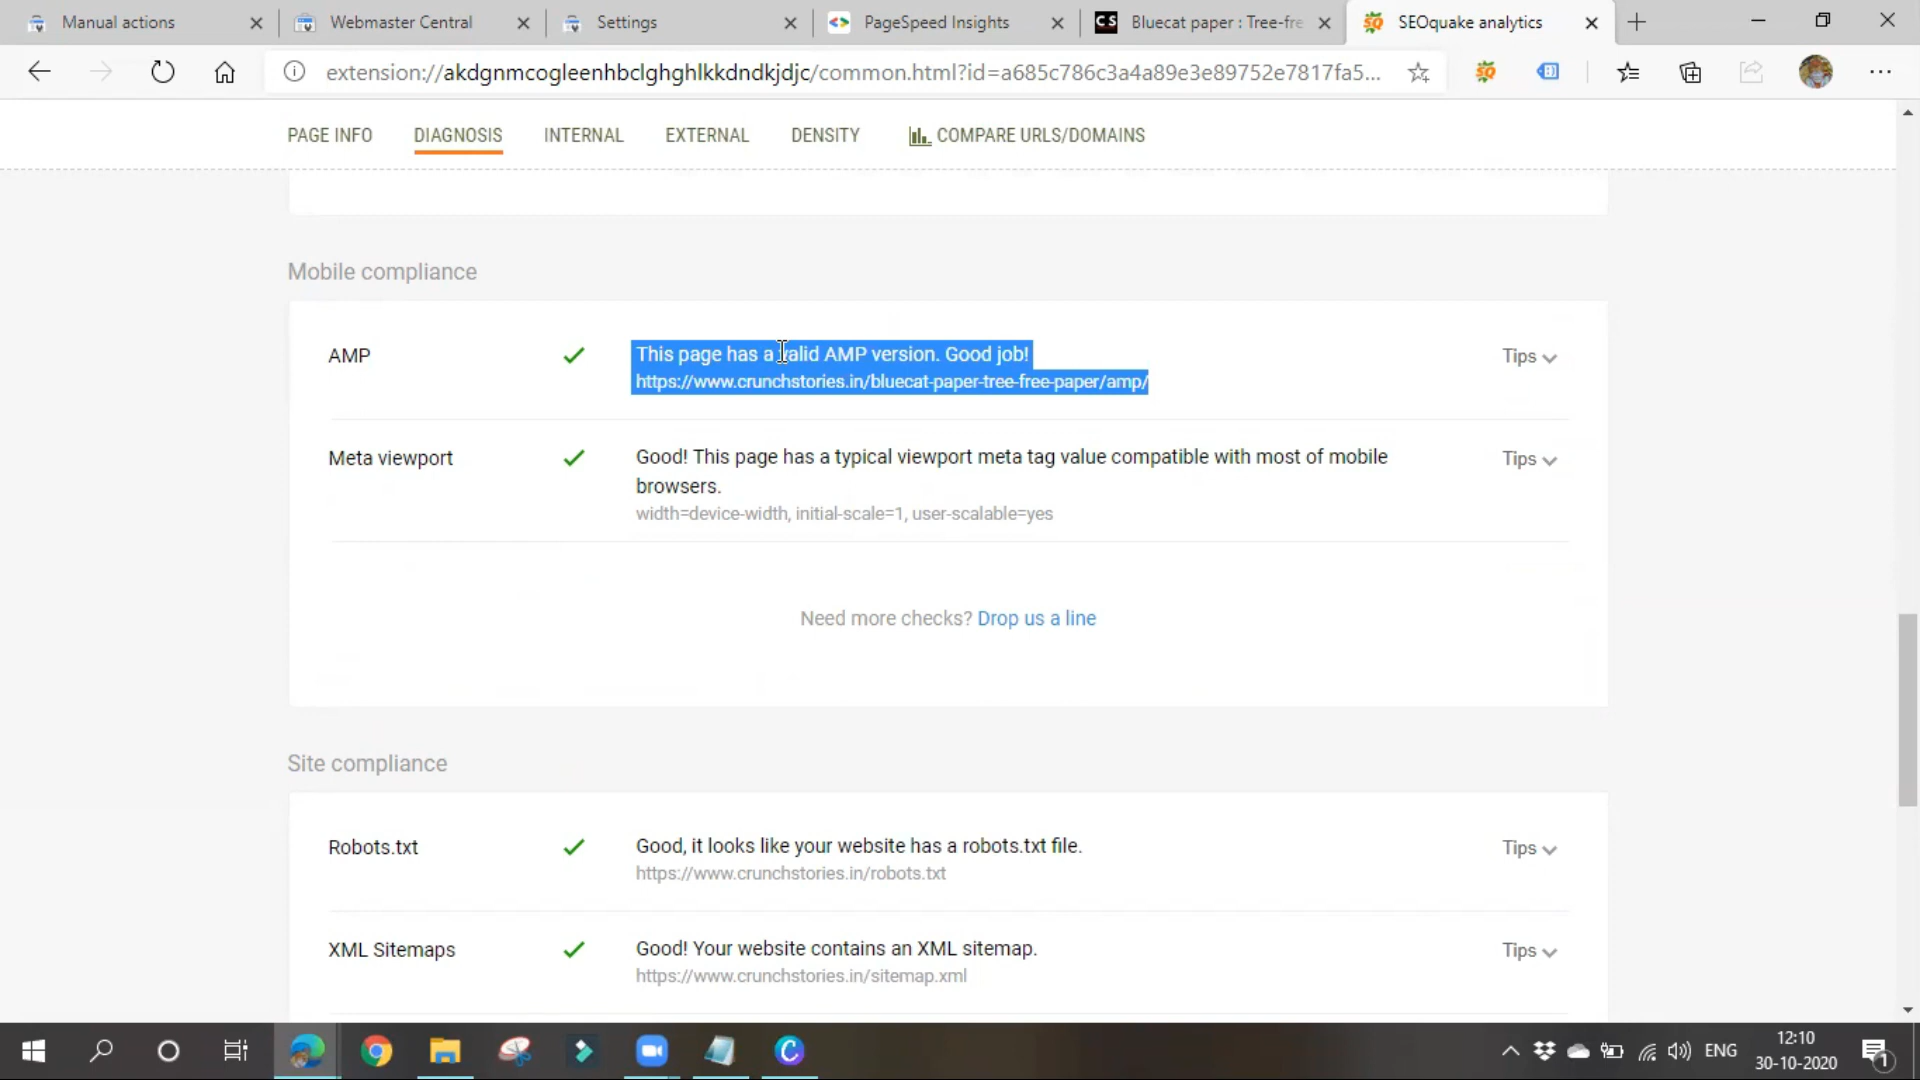 Manual actions
Webmaster Central
Settings
PageSpeed Insights
CS
Bluecat paper : Tree-fre
SEOquake analytics
extension://akdgnmcogleenhbclghghlkkdndkjdjc/common.html?id=a685c786c3a4a89e3e89752e7817fa5...
PAGE INFO
DIAGNOSIS
INTERNAL
EXTERNAL
DENSITY
COMPARE URLS/DOMAINS
Mobile compliance
AMP
This page has a valid AMP version. Good job!
Tips
https://www.crunchstories.in/bluecat-paper-tree-free-paper/amp/
Meta viewport
Good! This page has a typical viewport meta tag value compatible with most of mobile
browsers.
Tips
width=device-width, initial-scale=1, user-scalable=yes
Need more checks? Drop us a line
Site compliance
Robots.txt
Good, it looks like your website has a robots.txt file.
Tips
https://www.crunchstories.in/robots.txt
XML Sitemaps
Good! Your website contains an XML sitemap.
Tips
https://www.crunchstories.in/sitemap.xml
ENG
12:10
30-10-2020
1